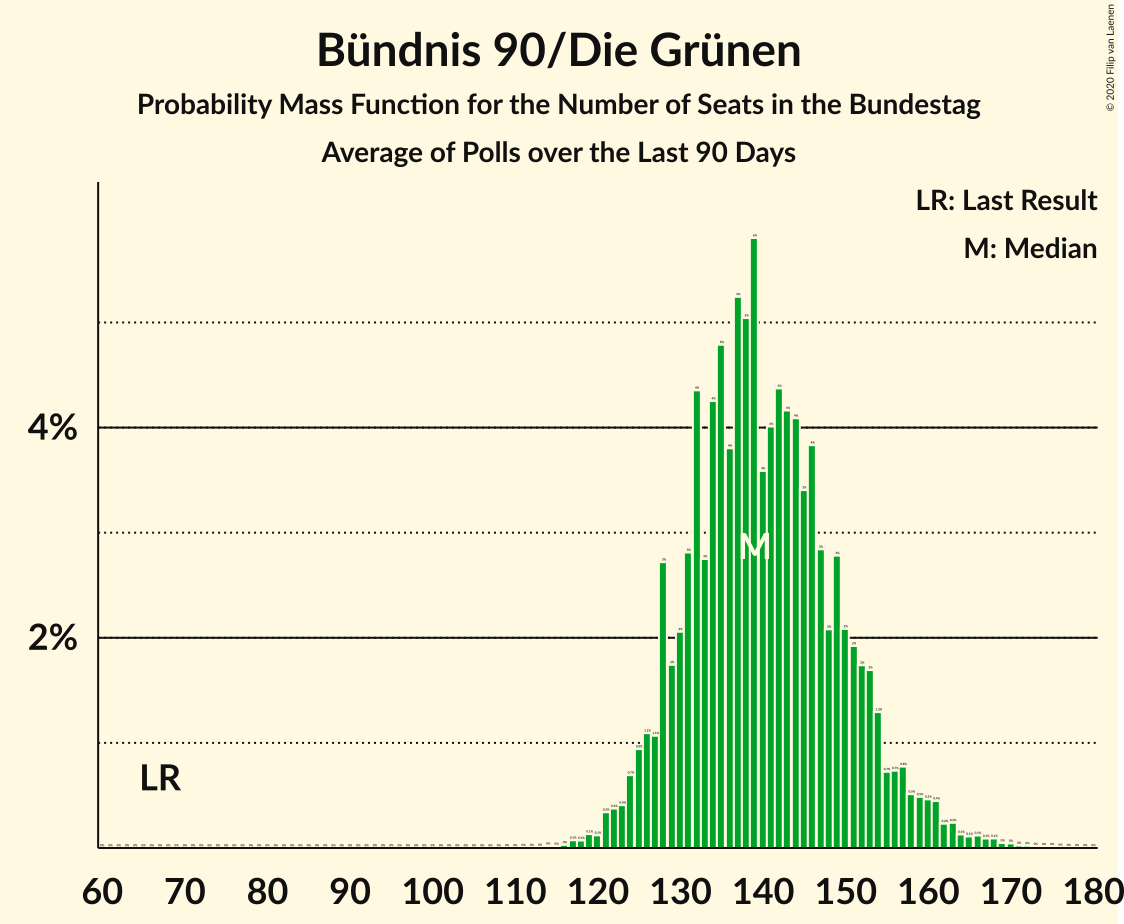 Bündnis 90/Die Grünen
Probability Mass Function for the Number of Seats in the Bundestag
Average of Polls over the Last 90 Days
© 2020 Filip van Laenen
LR: Last Result
M: Median
4%
2%
LR
M
60 70 80 90 100 110 120 130 140 150 160 170 180